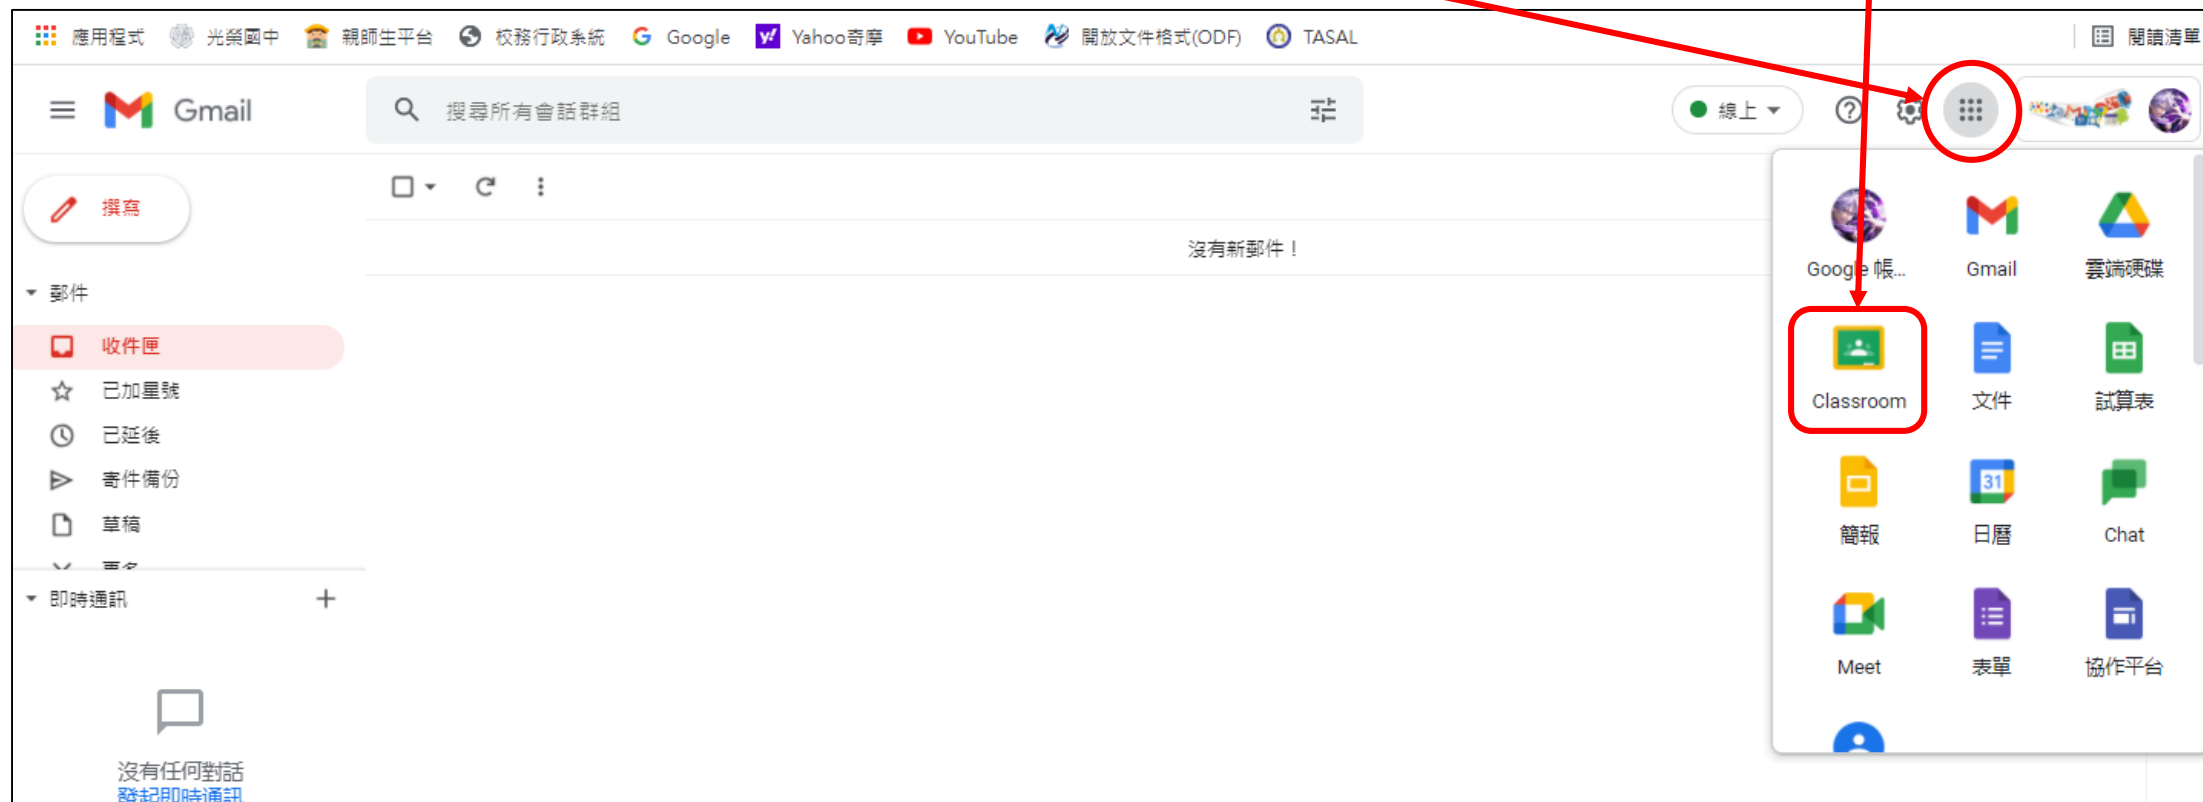 應用程式 光榮國中 親師生平台 校務行政系統 Google Yahoo奇摩 YouTube 開放文件格式(ODF) TASAL 閱讀清單
Gmail 搜尋所有會話群組 線上
撰寫
沒有新郵件！
郵件
收件匣
已加星號
已延後
寄件備份
草稿
更多
即時通訊
沒有任何對話
發起即時通訊
Google 帳... Gmail 雲端硬碟
Classroom 文件 試算表
31
簡報 日曆 Chat
Meet 表單 協作平台